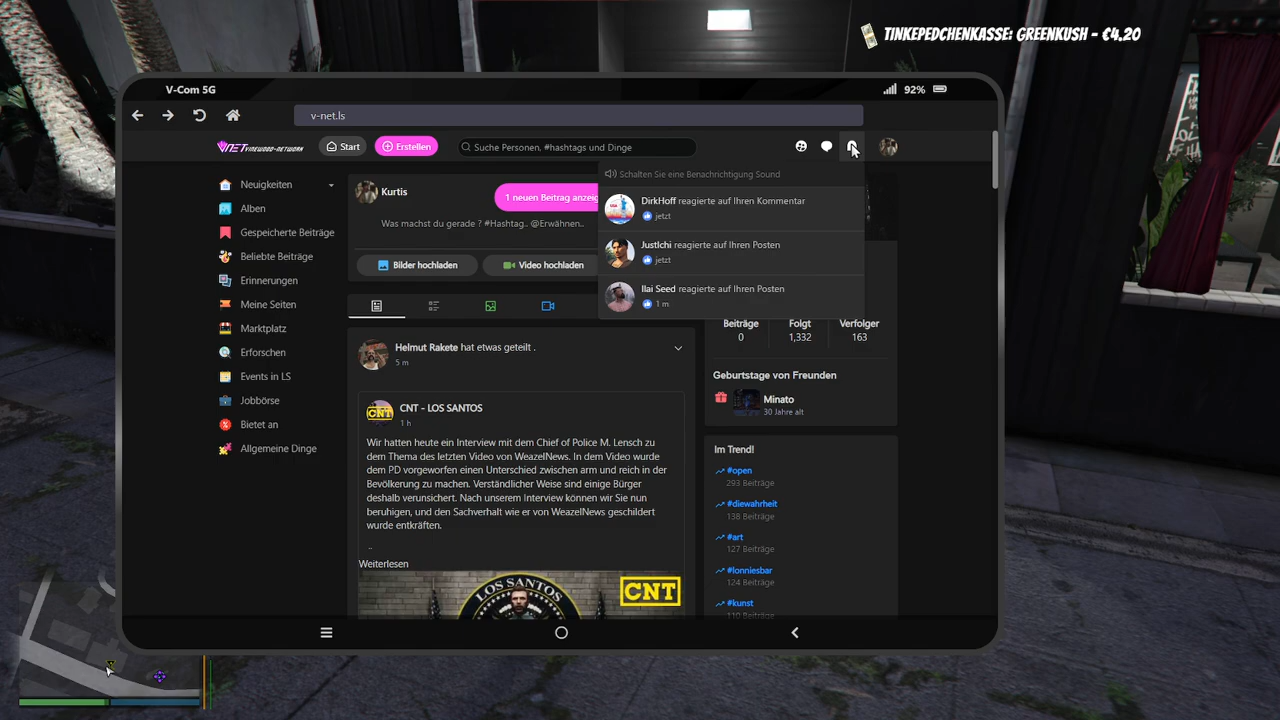 TINKEPEDCHENKASSE: GREENKUSH - €4.20
V-Com 5G
92%
v-net.ls
VNET VINEWOOD-NETWORK
Start
Erstellen
Suche Personen, #hashtags und Dinge
Neuigkeiten
Alben
Gespeicherte Beiträge
Beliebte Beiträge
Erinnerungen
Meine Seiten
Marktplatz
Erforschen
Events in LS
Jobbörse
Bietet an
Allgemeine Dinge
Kurtis
1 neuen Beitrag anzeig
Was machst du gerade ? #Hashtag.. @Erwähnen..
Bilder hochladen
Video hochladen
Schalten Sie eine Benachrichtigung Sound
DirkHoff reagierte auf Ihren Kommentar
jetzt
JustIchi reagierte auf Ihren Posten
jetzt
Ilai Seed reagierte auf Ihren Posten
1 m
Helmut Rakete hat etwas geteilt .
5 m
CNT
CNT - LOS SANTOS
1 h
Wir hatten heute ein Interview mit dem Chief of Police M. Lensch zu
dem Thema des letzten Video von WeazelNews. In dem Video wurde
dem PD vorgeworfen einen Unterschied zwischen arm und reich in der
Bevölkerung zu machen. Verständlicher Weise sind einige Bürger
deshalb verunsichert. Nach unserem Interview können wir Sie nun
beruhigen, und den Sachverhalt wie er von WeazelNews geschildert
wurde entkräften.
..
Weiterlesen
LOS SANTOS
CNT
Beiträge
0
Folgt
1,332
Verfolger
163
Geburtstage von Freunden
Minato
30 Jahre alt
Im Trend!
#open
293 Beiträge
#diewahrheit
138 Beiträge
#art
127 Beiträge
#lonniesbar
124 Beiträge
#kunst
110 Beiträge